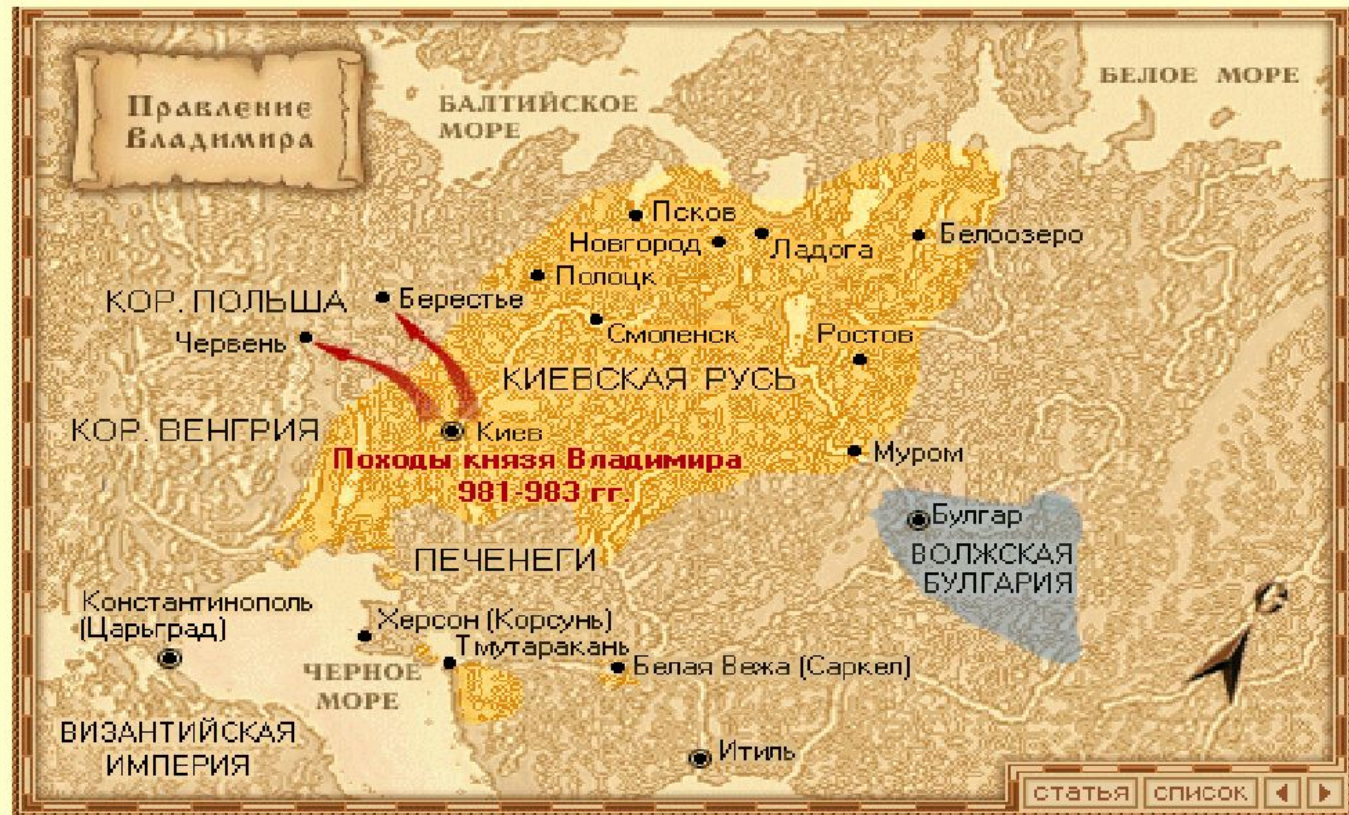 Правление
Владимира
БАЛТИЙСКОЕ
МОРЕ
БЕЛОЕ МОРЕ
Псков
Новгород
Ладога
Белоозеро
Полоцк
КОР. ПОЛЬША
Берестье
Червень
Смоленск
Ростов
КИЕВСКАЯ РУСЬ
КОР. ВЕНГРИЯ
Киев
Муром
Походы князя Владимира
981-983 гг.
Булгар
ВОЛЖСКАЯ
БУЛГАРИЯ
ПЕЧЕНЕГИ
Константинополь
(Царьград)
Херсон (Корсунь)
Тмутаракань
Белая Вежа (Саркел)
ЧЕРНОЕ
МОРЕ
С
ВИЗАНТИЙСКАЯ
ИМПЕРИЯ
Итиль
статья список